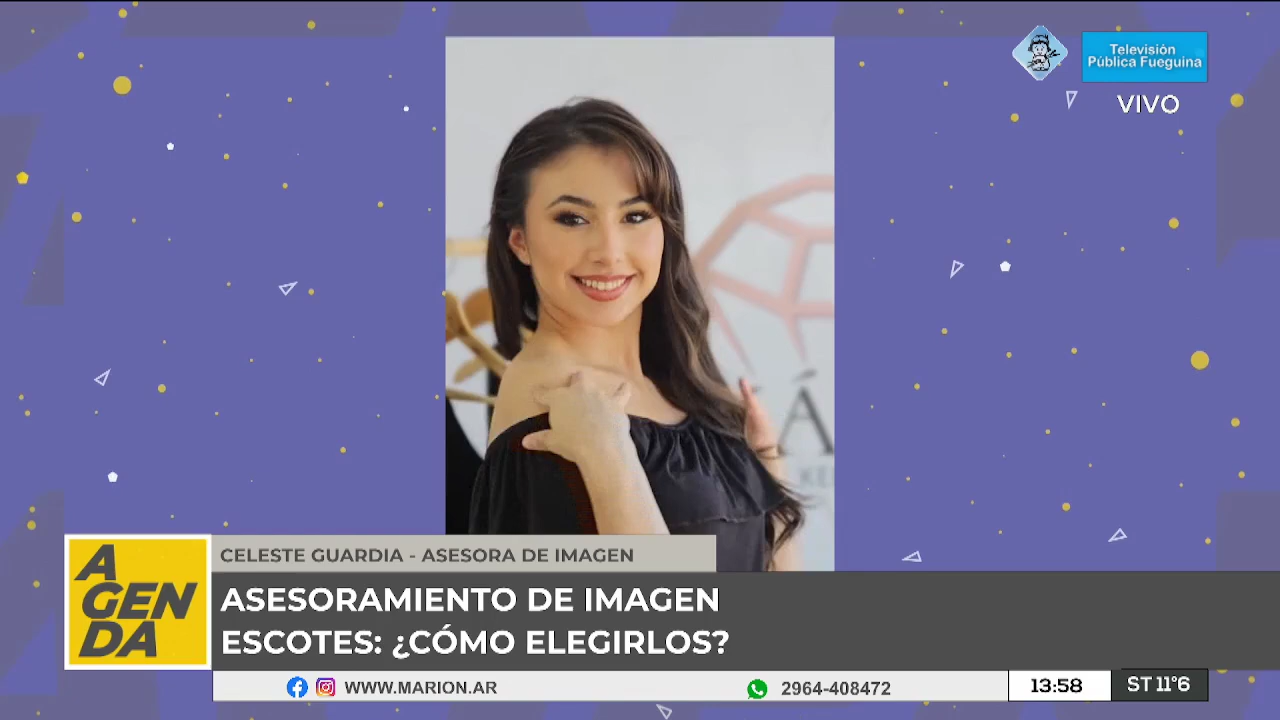 Televisión
Pública Fueguina
VIVO
Á
KE
CELESTE GUARDIA - ASESORA DE IMAGEN
A
GEN
DA
ASESORAMIENTO DE IMAGEN
ESCOTES: ¿CÓMO ELEGIRLOS?
WWW.MARION.AR
2964-408472
13:58
ST 11°6